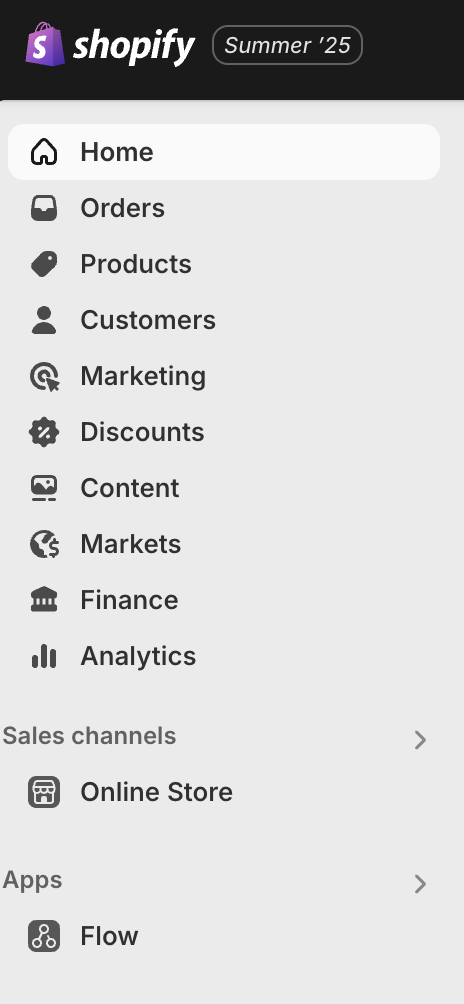 shopify Summer ’25
Home
Orders
Products
Customers
Marketing
Discounts
Content
Markets
Finance
Analytics
Sales channels
Online Store
Apps
Flow